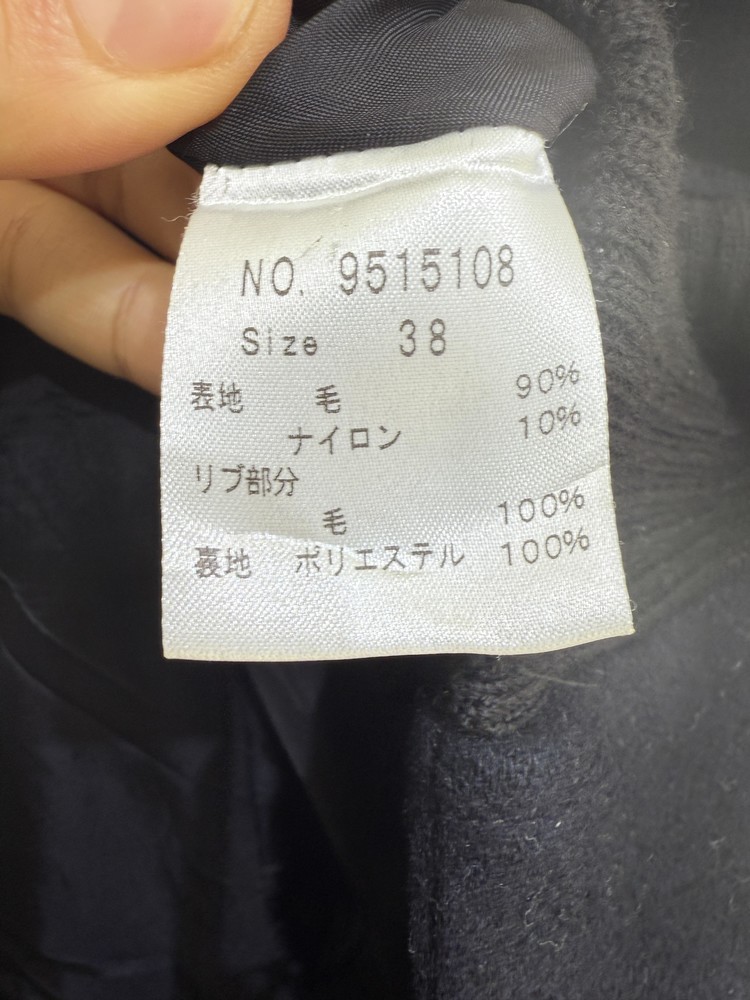 NO. 9515108
Size 38
表地 毛 90%
ナイロン 10%
リブ部分
毛 100%
裏地 ポリエステル 100%